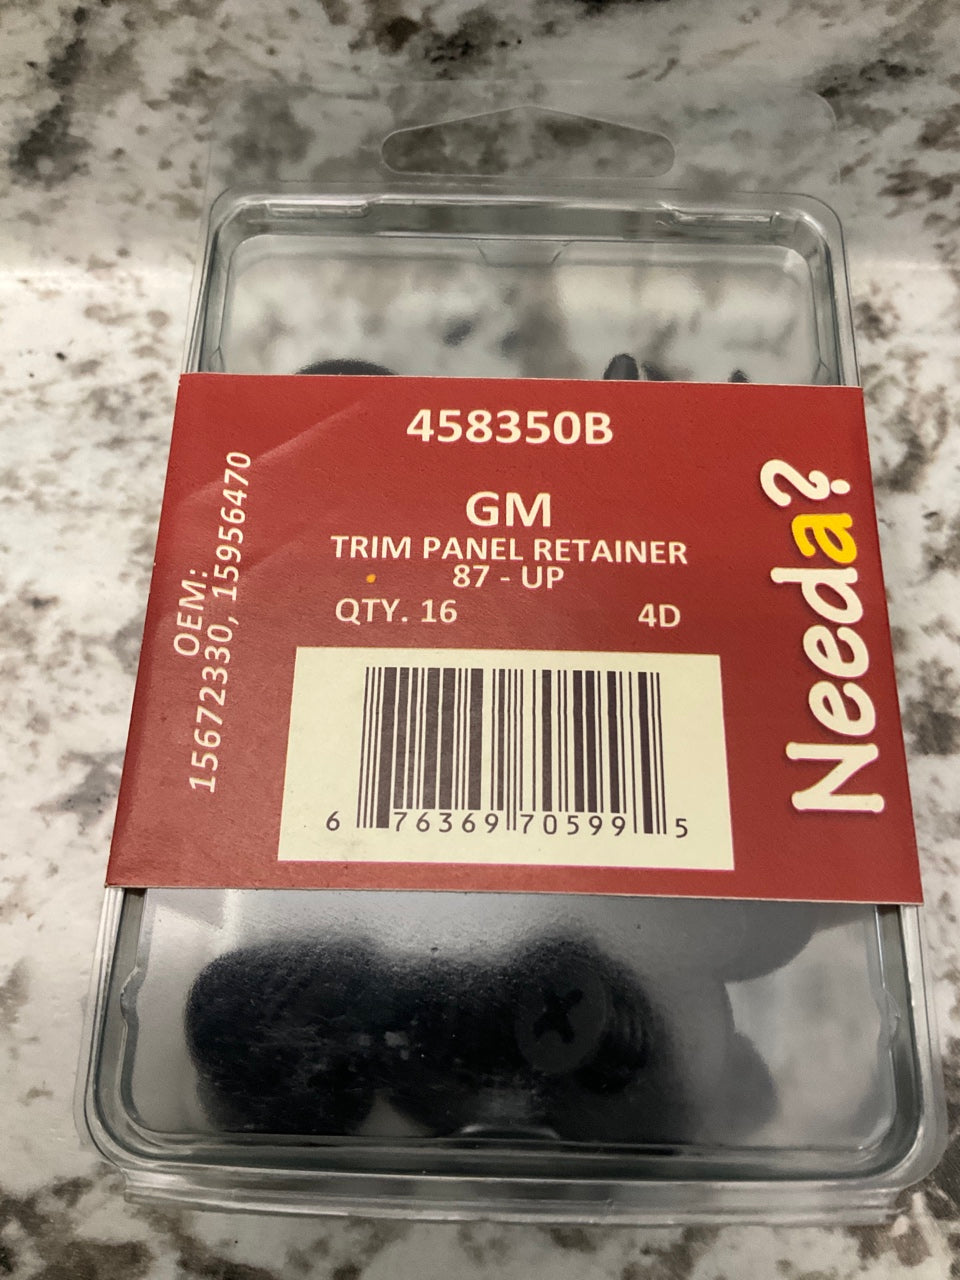 458350B
GM
TRIM PANEL RETAINER
87 - UP
QTY. 16 4D
OEM:
15672330, 15956470
Needa?
6 76369 70599 5